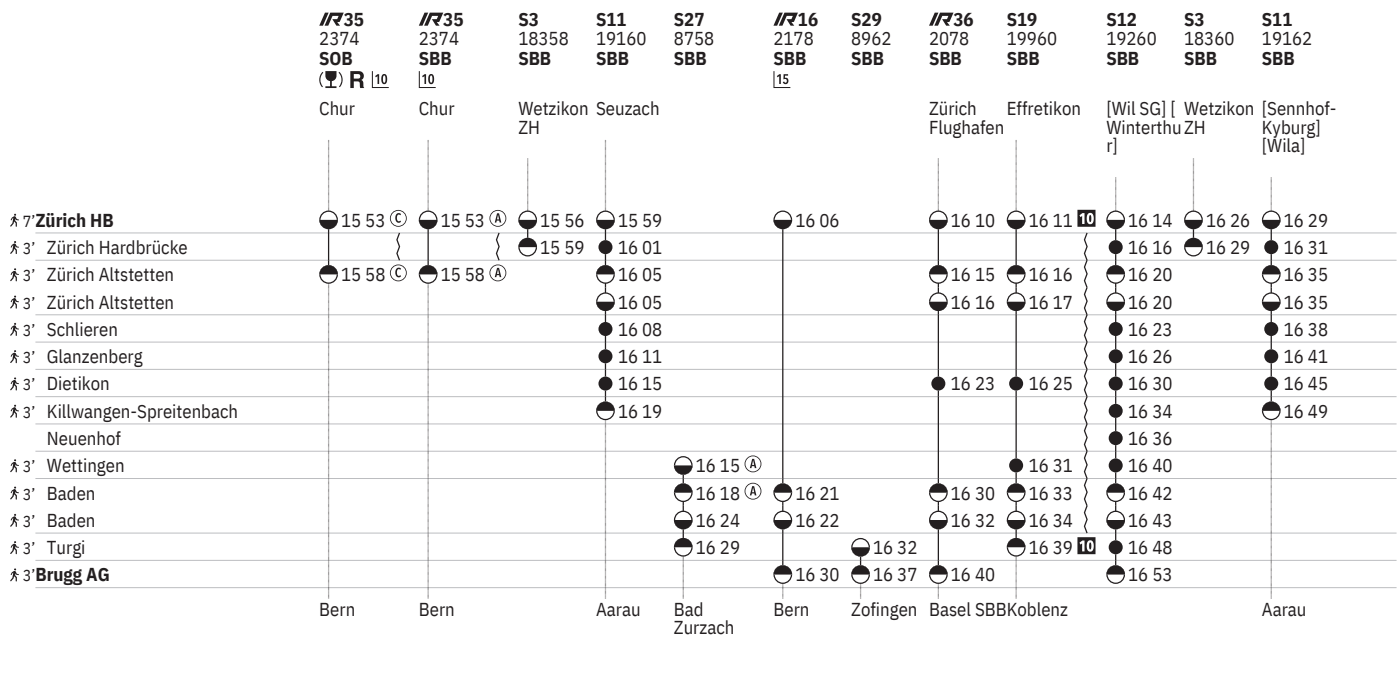 IR35 IR35 S3 S11 S27 IR16 S29 IR36 S19 S12 S3 S11
2374 2374 18358 19160 8758 2178 8962 2078 19960 19260 18360 19162
SOB SBB SBB SBB SBB SBB SBB SBB SBB SBB SBB SBB
R 10 10 15
Chur Chur Wetzikon Seuzach Zürich Effretikon [Wil SG] [ Wetzikon [Sennhof-
ZH Flughafen Winterthu ZH Kyburg]
r] [Wila]
7' Zürich HB 15 53 C 15 53 A 15 56 15 59 16 06 16 10 16 11 10 16 14 16 26 16 29
3' Zürich Hardbrücke 15 59 16 01 16 16 16 29 16 31
3' Zürich Altstetten 15 58 C 15 58 A 16 05 16 15 16 16 16 20 16 35
3' Zürich Altstetten 16 05 16 16 16 17 16 20 16 35
3' Schlieren 16 08 16 23 16 38
3' Glanzenberg 16 11 16 26 16 41
3' Dietikon 16 15 16 23 16 25 16 30 16 45
3' Killwangen-Spreitenbach 16 19 16 34 16 49
Neuenhof 16 36
3' Wettingen 16 15 A 16 31 16 40
3' Baden 16 18 A 16 21 16 30 16 33 16 42
3' Baden 16 24 16 22 16 32 16 34 16 43
3' Turgi 16 29 16 32 16 39 10 16 48
3' Brugg AG 16 30 16 37 16 40 16 53
Bern Bern Aarau Bad Bern Zofingen Basel SBB Koblenz Aarau
Zurzach